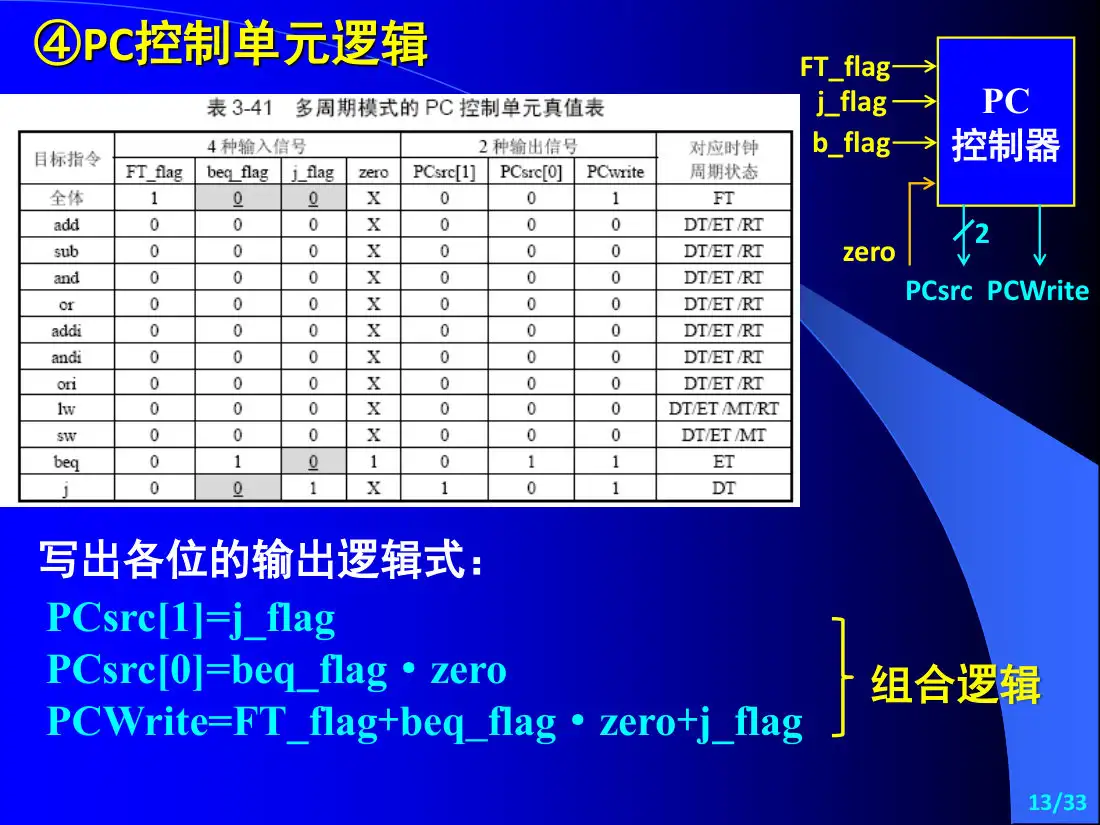 ④PC控制单元逻辑
FT_flag
j_flag
b_flag
zero
PC
控制器
2
PCsrc PCWrite
表 3-41 多周期模式的 PC 控制单元真值表
目标指令 4 种输入信号 2 种输出信号 对应时钟周期状态
FT_flag beq_flag j_flag zero PCsrc[1] PCsrc[0] PCwrite
全体 1 0 0 X 0 0 1 FT
add 0 0 0 X 0 0 0 DT/ET /RT
sub 0 0 0 X 0 0 0 DT/ET /RT
and 0 0 0 X 0 0 0 DT/ET /RT
or 0 0 0 X 0 0 0 DT/ET /RT
addi 0 0 0 X 0 0 0 DT/ET /RT
andi 0 0 0 X 0 0 0 DT/ET /RT
ori 0 0 0 X 0 0 0 DT/ET /RT
lw 0 0 0 X 0 0 0 DT/ET /MT/RT
sw 0 0 0 X 0 0 0 DT/ET /MT
beq 0 1 0 1 0 1 1 ET
j 0 0 1 X 1 0 1 DT
写出各位的输出逻辑式：
PCsrc[1]=j_flag
PCsrc[0]=beq_flag·zero
PCWrite=FT_flag+beq_flag·zero+j_flag
组合逻辑
13/33